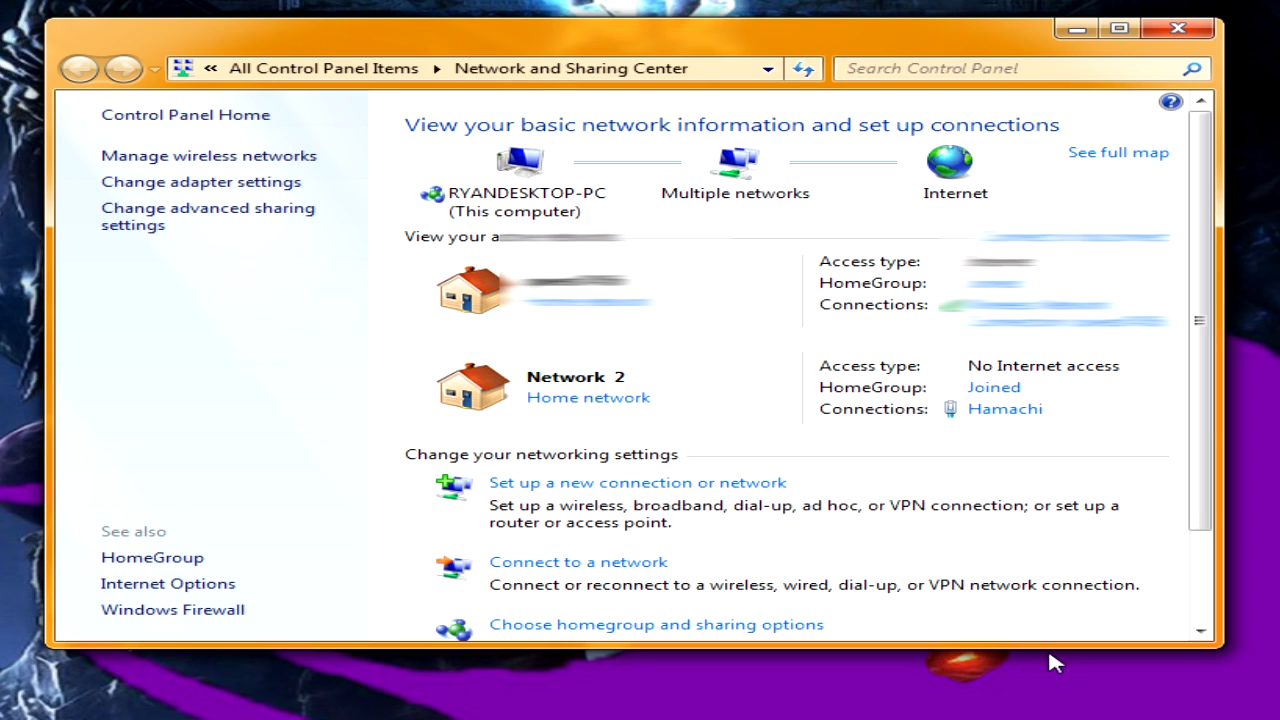 « All Control Panel Items ▸ Network and Sharing Center
Search Control Panel
Control Panel Home
Manage wireless networks
Change adapter settings
Change advanced sharing
settings
See also
HomeGroup
Internet Options
Windows Firewall
View your basic network information and set up connections
See full map
RYANDESKTOP-PC
(This computer)
Multiple networks
Internet
View your a
Access type:
HomeGroup:
Connections:
Network 2
Home network
Access type: No Internet access
HomeGroup: Joined
Connections: Hamachi
Change your networking settings
Set up a new connection or network
Set up a wireless, broadband, dial-up, ad hoc, or VPN connection; or set up a
router or access point.
Connect to a network
Connect or reconnect to a wireless, wired, dial-up, or VPN network connection.
Choose homegroup and sharing options